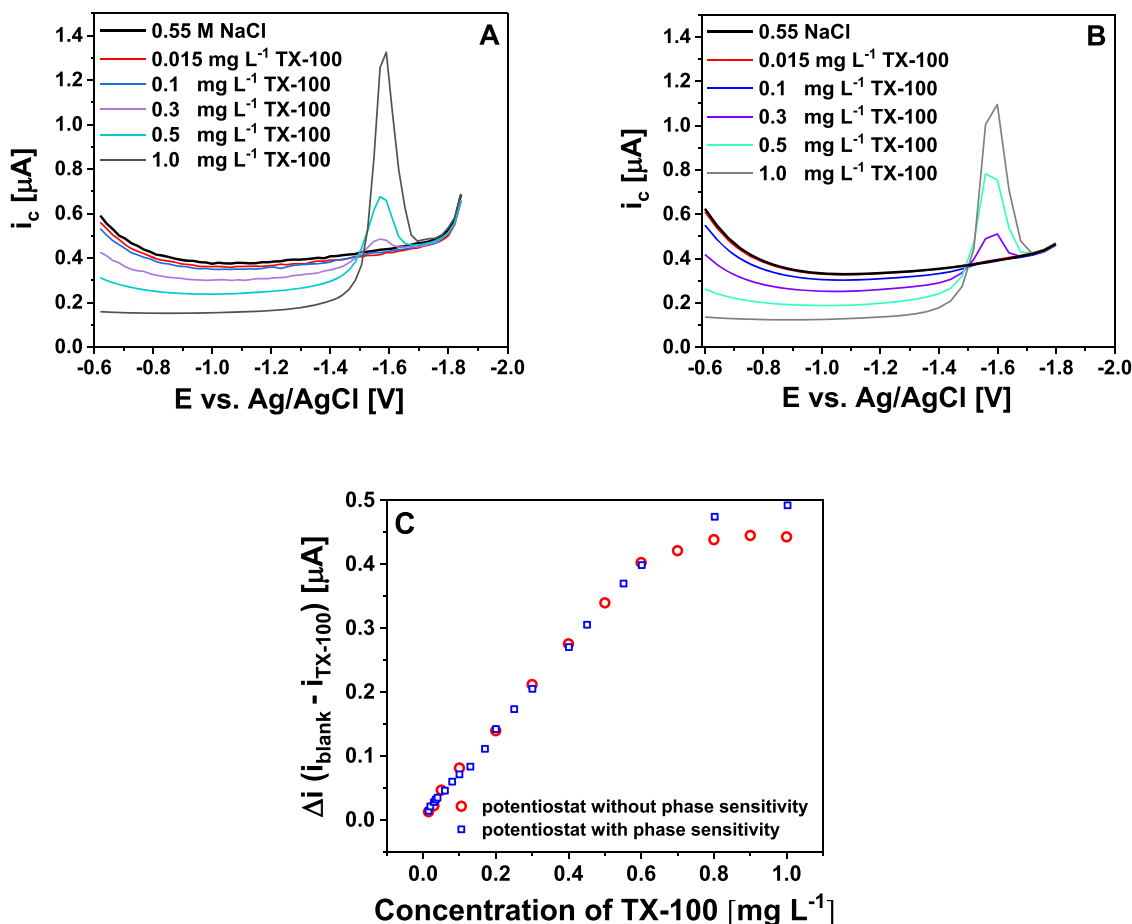 A
0.55 M NaCl
0.015 mg L⁻¹ TX-100
0.1 mg L⁻¹ TX-100
0.3 mg L⁻¹ TX-100
0.5 mg L⁻¹ TX-100
1.0 mg L⁻¹ TX-100
i_c [µA]
1.4
1.2
1.0
0.8
0.6
0.4
0.2
0.0
-0.6 -0.8 -1.0 -1.2 -1.4 -1.6 -1.8 -2.0
E vs. Ag/AgCl [V]
B
0.55 NaCl
0.015 mg L⁻¹ TX-100
0.1 mg L⁻¹ TX-100
0.3 mg L⁻¹ TX-100
0.5 mg L⁻¹ TX-100
1.0 mg L⁻¹ TX-100
i_c [µA]
1.4
1.2
1.0
0.8
0.6
0.4
0.2
0.0
-0.6 -0.8 -1.0 -1.2 -1.4 -1.6 -1.8 -2.0
E vs. Ag/AgCl [V]
C
Δi (i_blank - i_TX-100) [µA]
0.5
0.4
0.3
0.2
0.1
0.0
potentiostat without phase sensitivity
potentiostat with phase sensitivity
0.0 0.2 0.4 0.6 0.8 1.0
Concentration of TX-100 [mg L⁻¹]